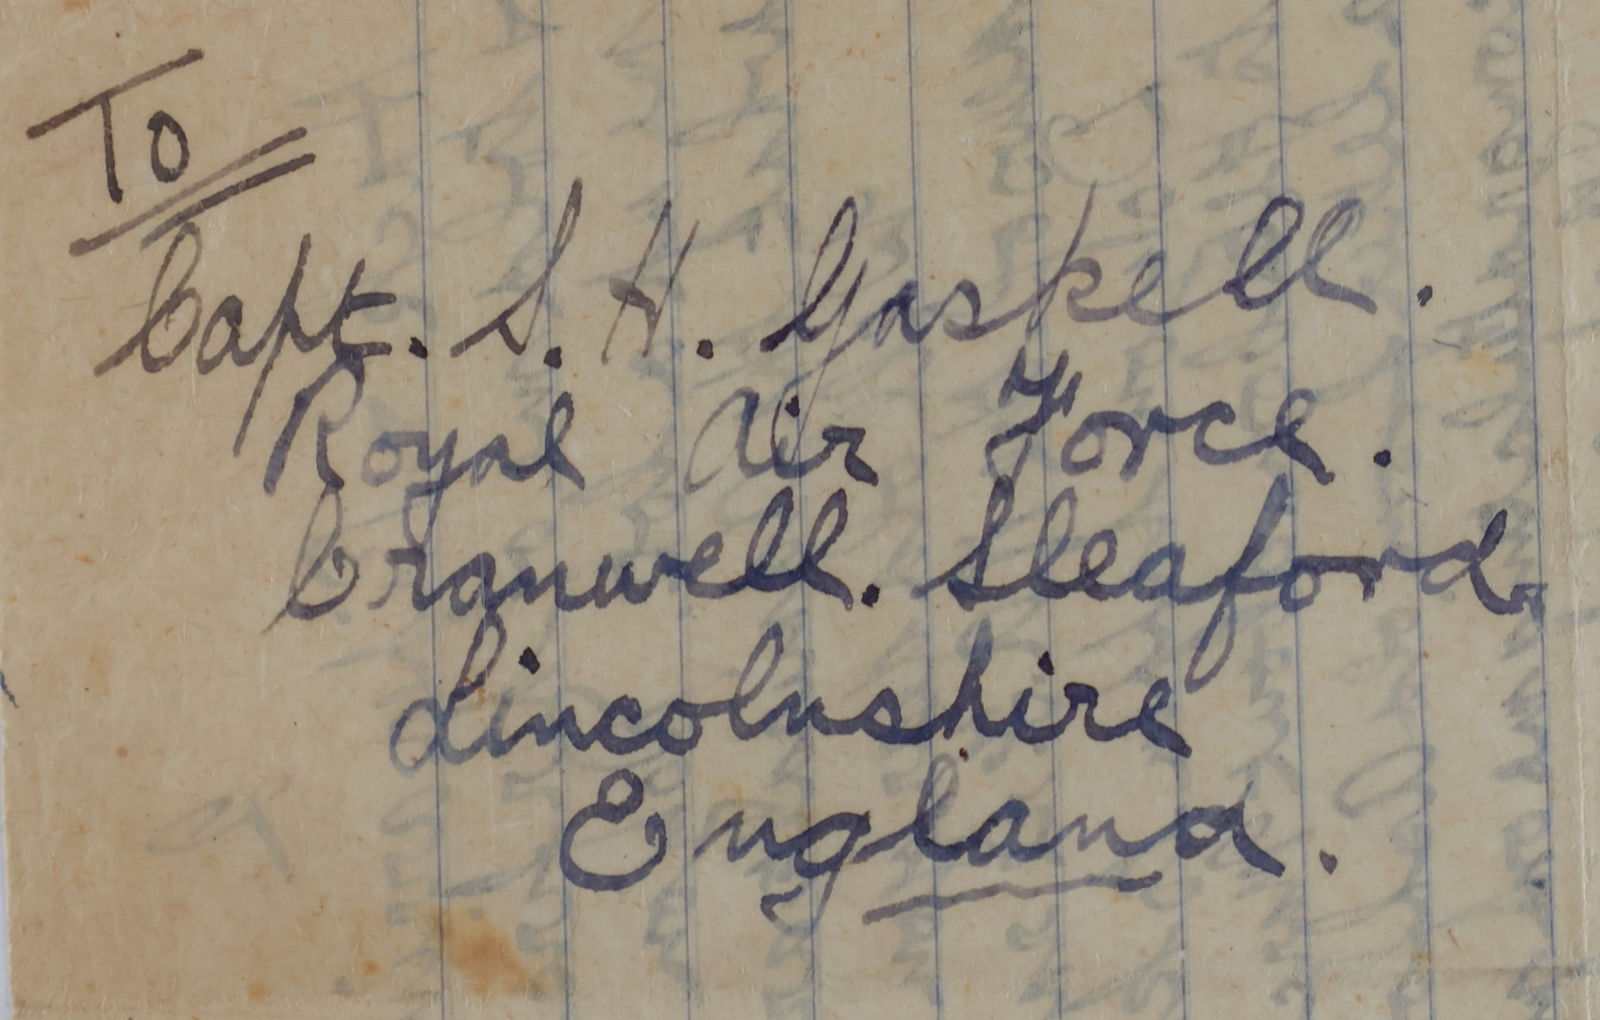 To
Capt. S. H. Gaskell.
Royal Air Force.
Cranwell. Sleaford.
Lincolnshire
England.